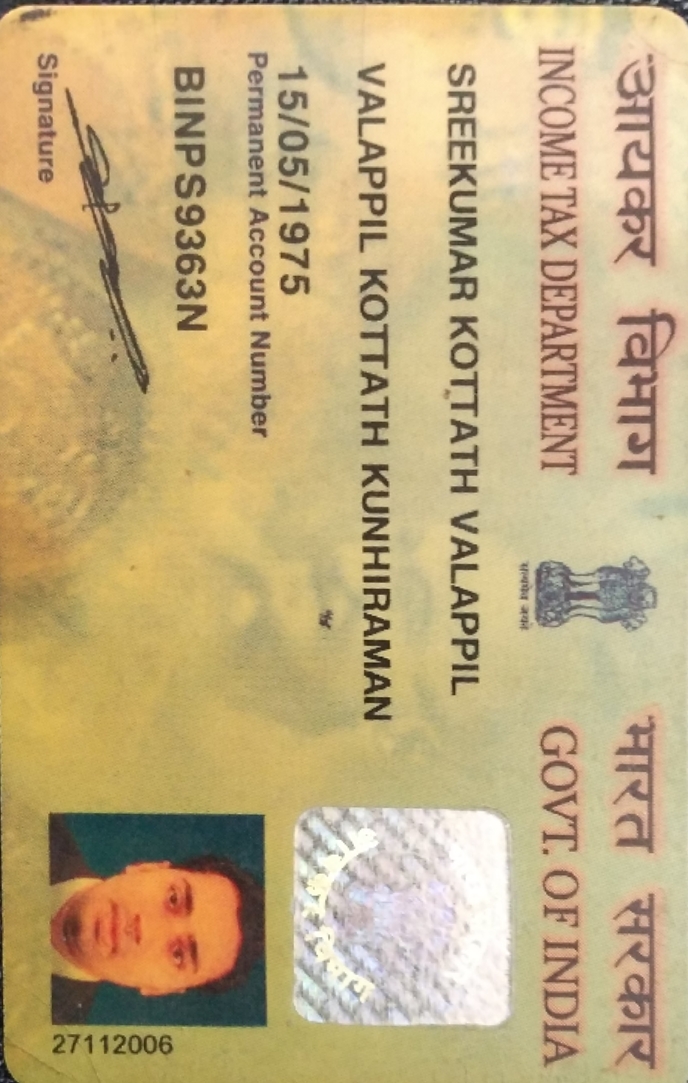 आयकर विभाग
INCOME TAX DEPARTMENT
सत्यमेव जयते
भारत सरकार
GOVT. OF INDIA
SREEKUMAR KOTTATH VALAPPIL
VALAPPIL KOTTATH KUNHIRAMAN
15/05/1975
Permanent Account Number
BINPS9363N
Signature
आयकर विभाग
27112006